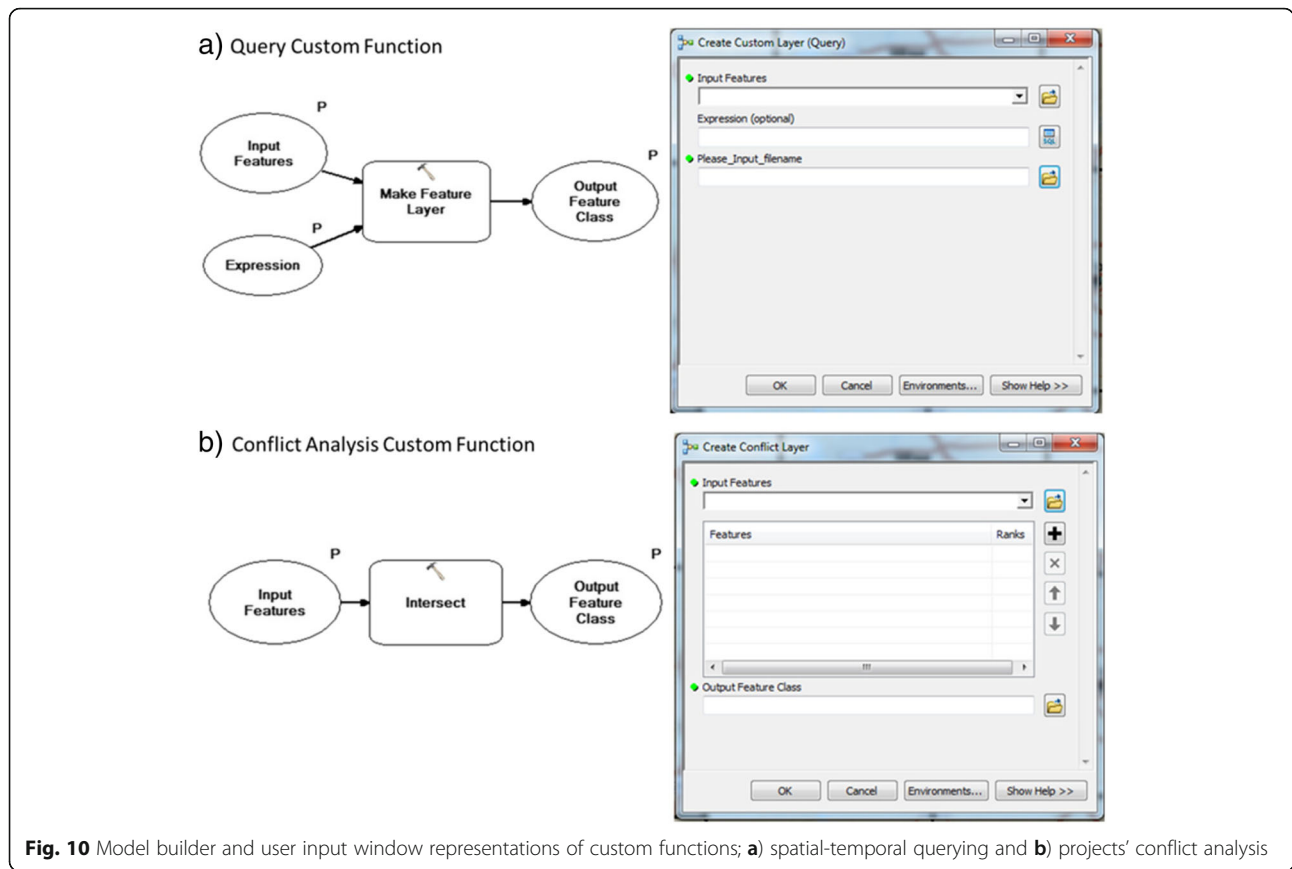 a) Query Custom Function
P
Input
Features
P
Expression
Make Feature
Layer
P
Output
Feature
Class
Create Custom Layer (Query)
Input Features
Expression (optional)
SQL
Please_Input_filename
OK Cancel Environments... Show Help >>
b) Conflict Analysis Custom Function
P
Input
Features
Intersect
P
Output
Feature
Class
Create Conflict Layer
Input Features
Features Ranks
Output Feature Class
OK Cancel Environments... Show Help >>
Fig. 10 Model builder and user input window representations of custom functions; a) spatial-temporal querying and b) projects' conflict analysis